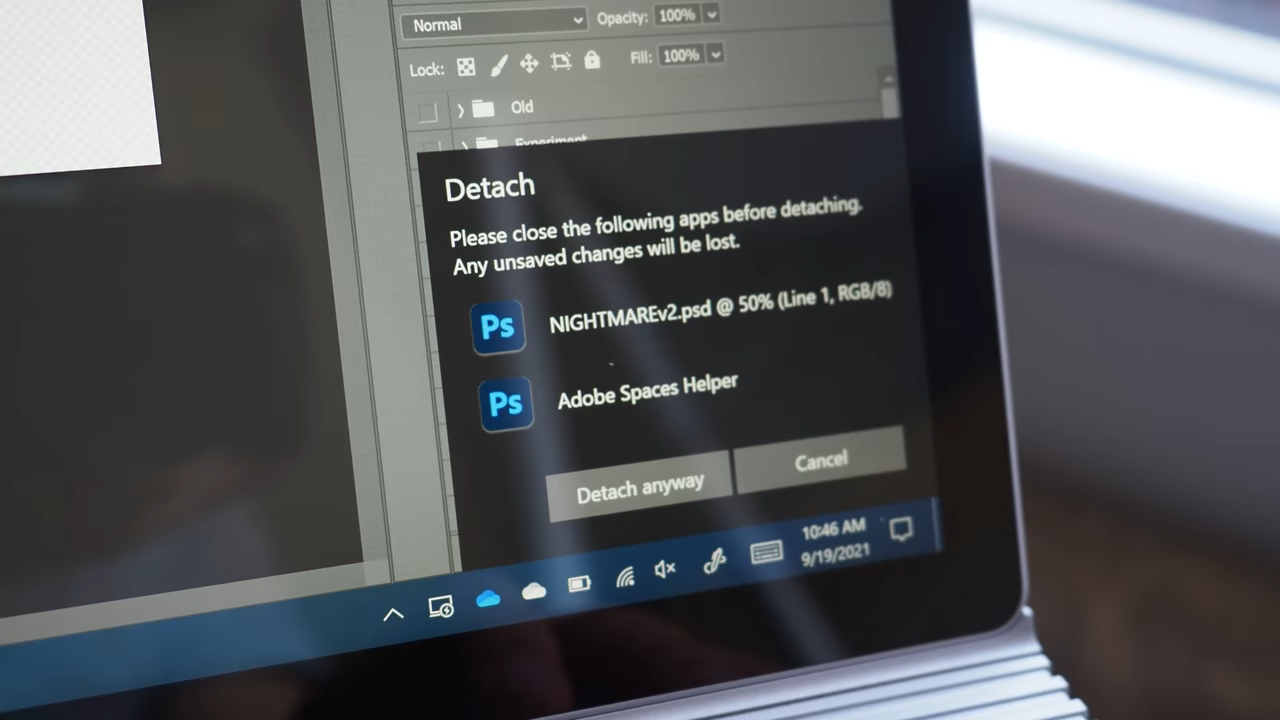 Normal
Opacity: 100%
Lock:
Fill: 100%
Old
Experiment
Detach
Please close the following apps before detaching.
Any unsaved changes will be lost.
Ps NIGHTMAREv2.psd @ 50% (Line 1, RGB/8)
Ps Adobe Spaces Helper
Detach anyway
Cancel
10:46 AM
9/19/2021